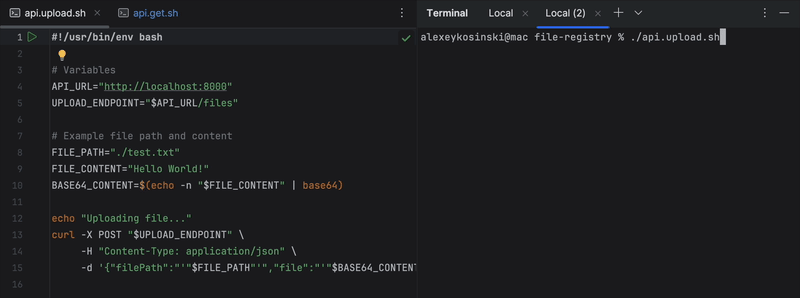 api.upload.sh
api.get.sh
Terminal
Local
Local (2)
1 #!/usr/bin/env bash
2
3 # Variables
4 API_URL="http://localhost:8000"
5 UPLOAD_ENDPOINT="$API_URL/files"
6
7 # Example file path and content
8 FILE_PATH="./test.txt"
9 FILE_CONTENT="Hello World!"
10 BASE64_CONTENT=$(echo -n "$FILE_CONTENT" | base64)
11
12 echo "Uploading file..."
13 curl -X POST "$UPLOAD_ENDPOINT" \
14 -H "Content-Type: application/json" \
15 -d '{"filePath":"'"$FILE_PATH"'","file":"'"$BASE64_CONTENT
16
alexeykosinski@mac file-registry % ./api.upload.sh